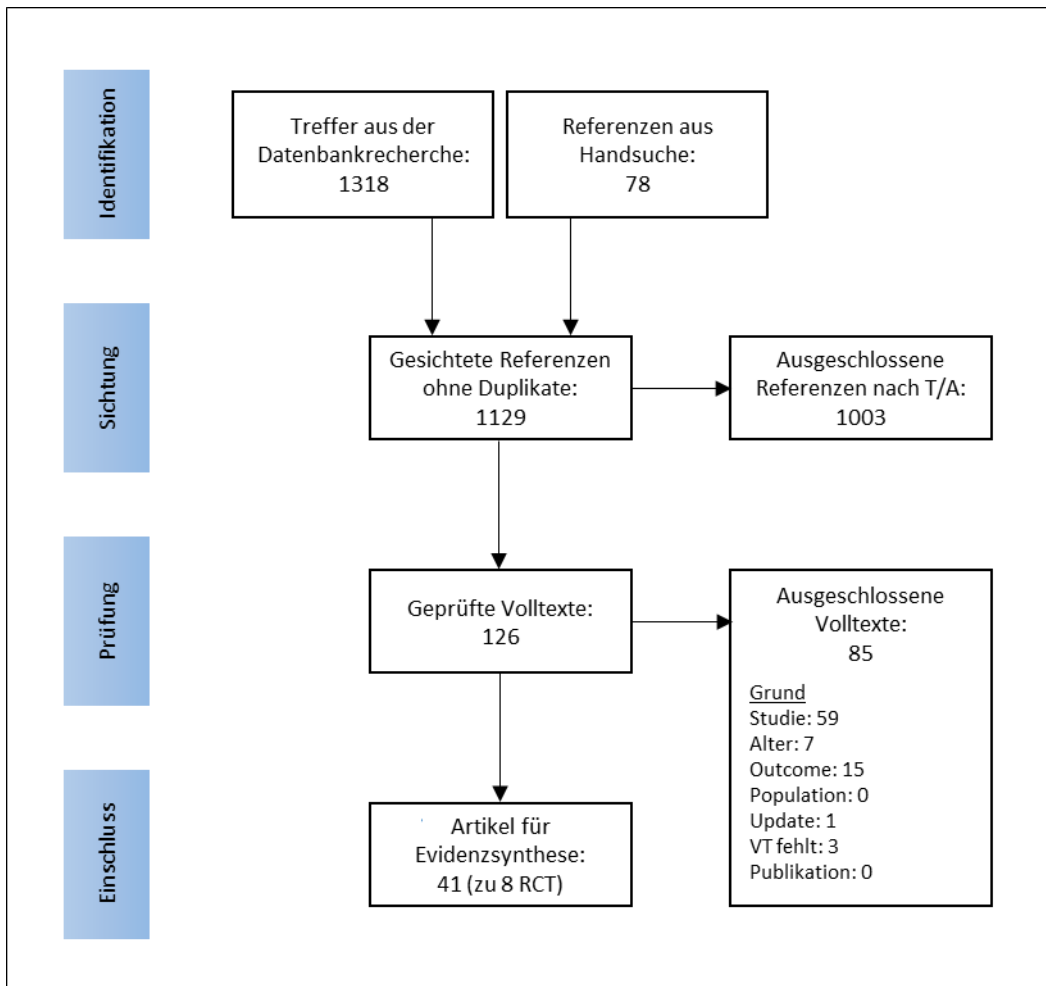 Identifikation
Treffer aus der
Datenbankrecherche:
1318
Referenzen aus
Handsuche:
78
Sichtung
Gesichtete Referenzen
ohne Duplikate:
1129
Ausgeschlossene
Referenzen nach T/A:
1003
Prüfung
Geprüfte Volltexte:
126
Ausgeschlossene
Volltexte:
85
Grund
Studie: 59
Alter: 7
Outcome: 15
Population: 0
Update: 1
VT fehlt: 3
Publikation: 0
Einschluss
Artikel für
Evidenzsynthese:
41 (zu 8 RCT)